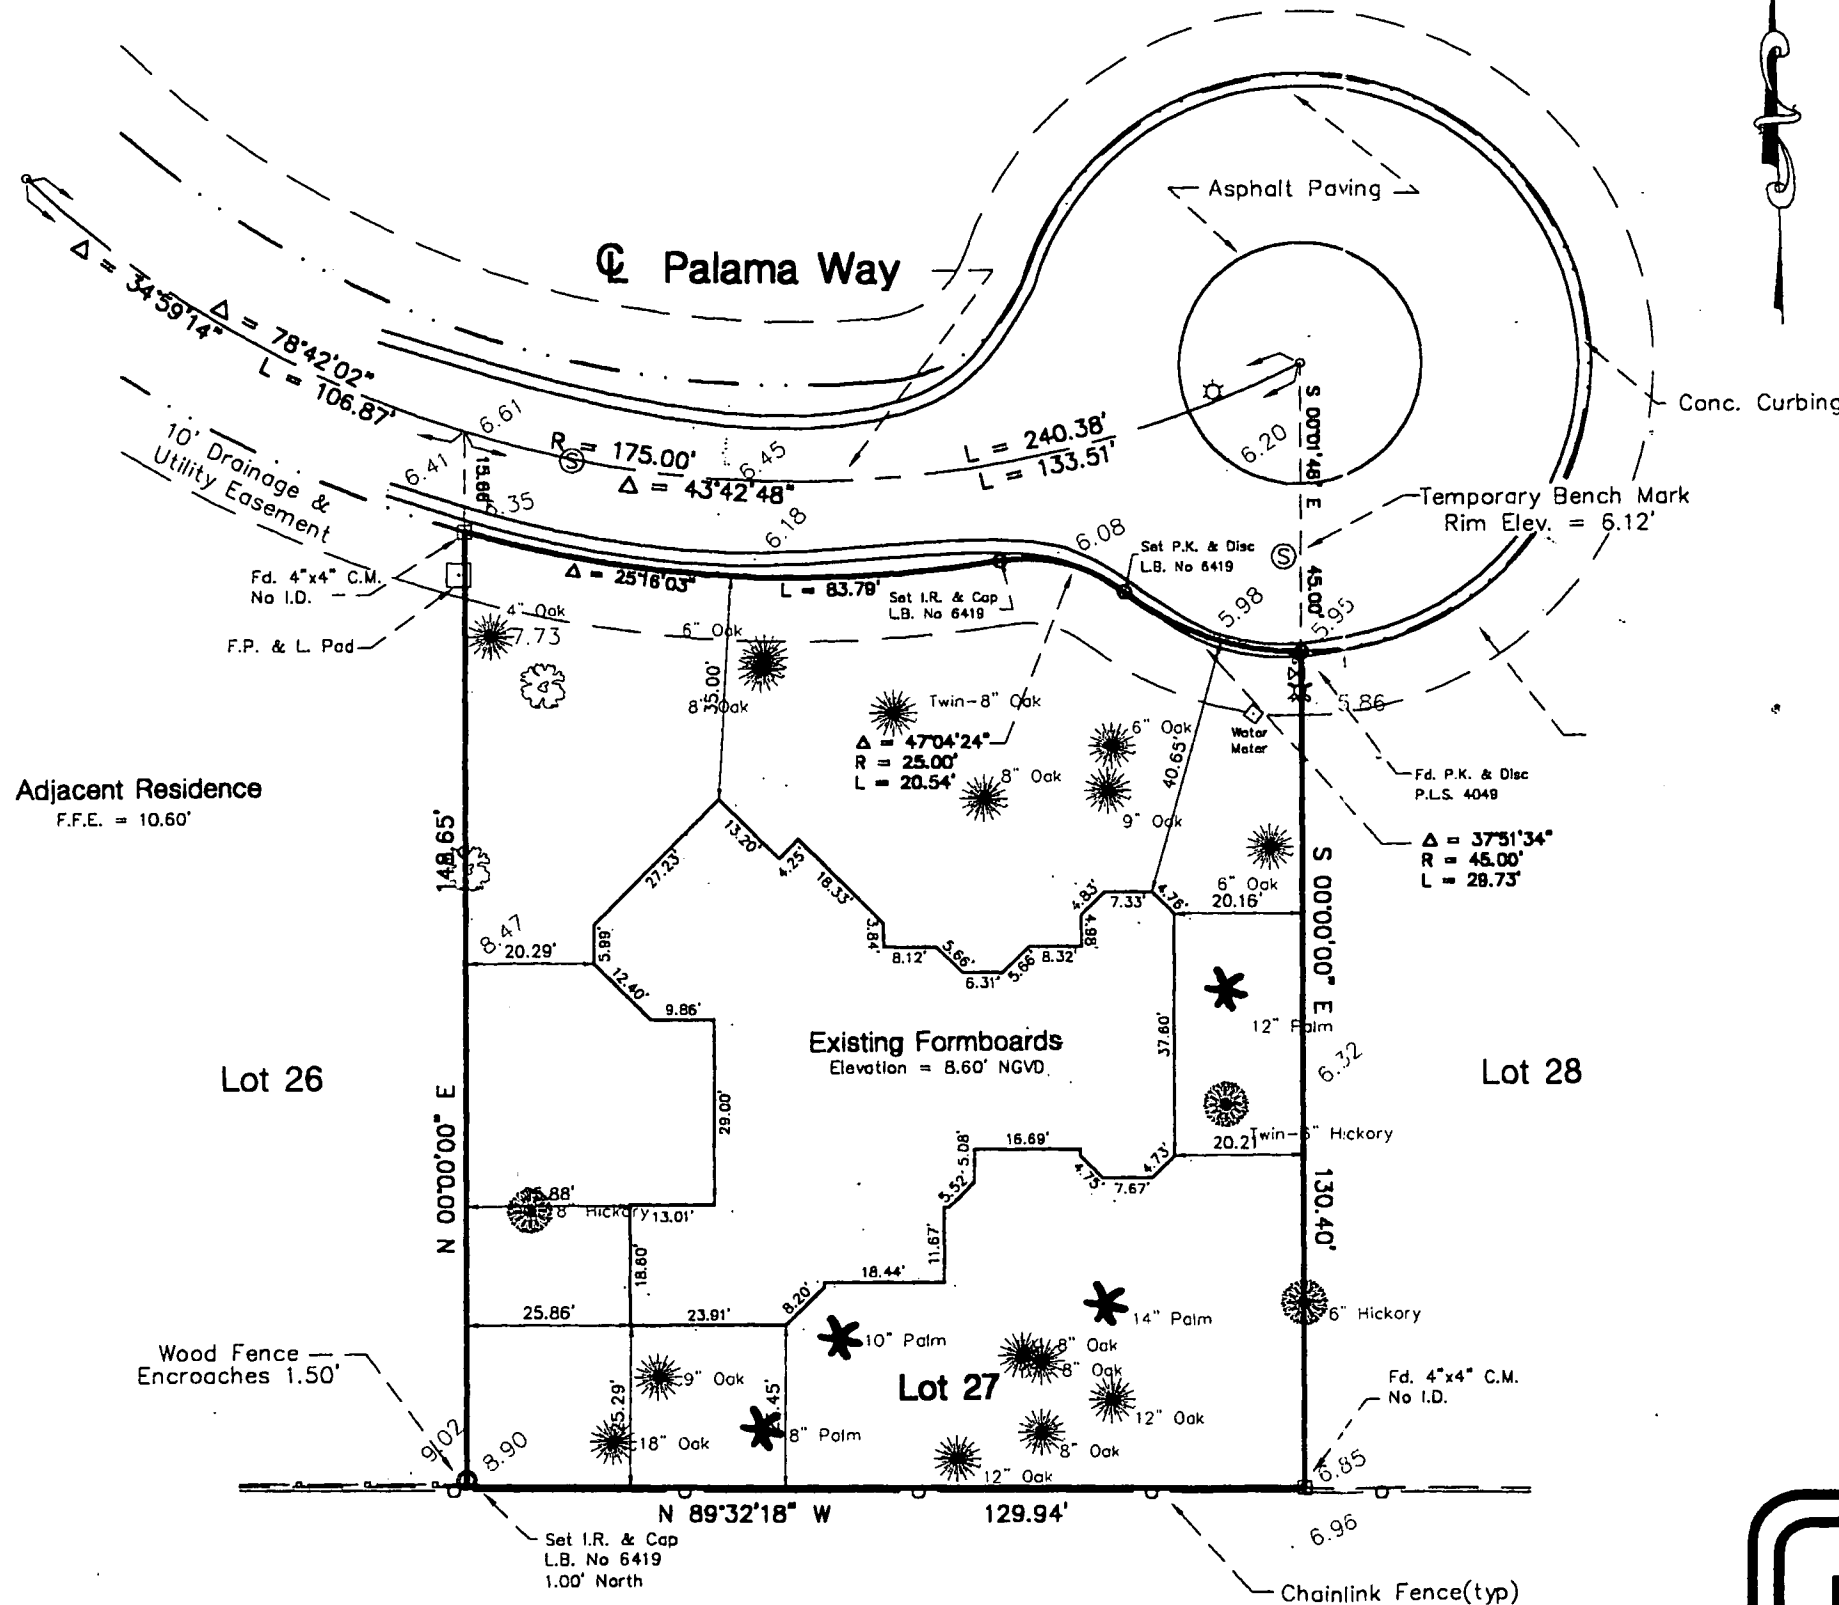 Asphalt Paving
℄ Palama Way
Δ = 34°59'14"
Δ = 78°42'02"
L = 106.87'
Conc. Curbing
10' Drainage &
Utility Easement
6.61
6.41
6.35
15.66'
R = 175.00'
Δ = 43°42'48"
6.45
6.18
L = 240.38'
L = 133.51'
6.20
S 00°01'48" E
45.00'
Temporary Bench Mark
Rim Elev. = 6.12'
6.08
Set P.K. & Disc
L.B. No 6419
5.98
5.95
Fd. 4"x4" C.M.
No I.D.
F.P. & L. Pad
Δ = 25°16'03"
L = 83.79'
Set I.R. & Cap
L.B. No 6419
4" Oak
7.73
6" Oak
8" Oak
35.00'
Twin-8" Oak
Δ = 47°04'24"
R = 25.00'
L = 20.54'
8" Oak
6" Oak
9" Oak
40.65'
Water
Meter
Δ
5.86
Fd. P.K. & Disc
P.L.S. 4049
Δ = 37°51'34"
R = 45.00'
L = 29.73'
Adjacent Residence
F.F.E. = 10.60'
148.65'
N 00°00'00" E
8.47
20.29'
27.23'
13.20'
4.25'
18.33'
3.84'
8.12'
5.66'
6.31'
5.66'
8.32'
4.98'
4.83'
7.33'
4.76'
6" Oak
20.16'
S 00°00'00" E
130.40'
5.89'
12.40'
9.86'
29.00'
Existing Formboards
Elevation = 8.60' NGVD
37.60'
12" Palm
6.32
Lot 26
Lot 28
Twin-6" Hickory
20.21
16.69'
5.08'
5.52'
4.75'
7.67'
4.73'
8" Hickory
13.01'
18.60'
11.67'
18.44'
8.20'
25.86'
23.91'
10" Palm
14" Palm
6" Hickory
Wood Fence
Encroaches 1.50'
9" Oak
8" Oak
8" Oak
Lot 27
18" Oak
8" Palm
12" Oak
8" Oak
12" Oak
Fd. 4"x4" C.M.
No I.D.
9.02
8.90
6.85
N 89°32'18" W
129.94'
6.96
Set I.R. & Cap
L.B. No 6419
1.00' North
Chainlink Fence(typ)